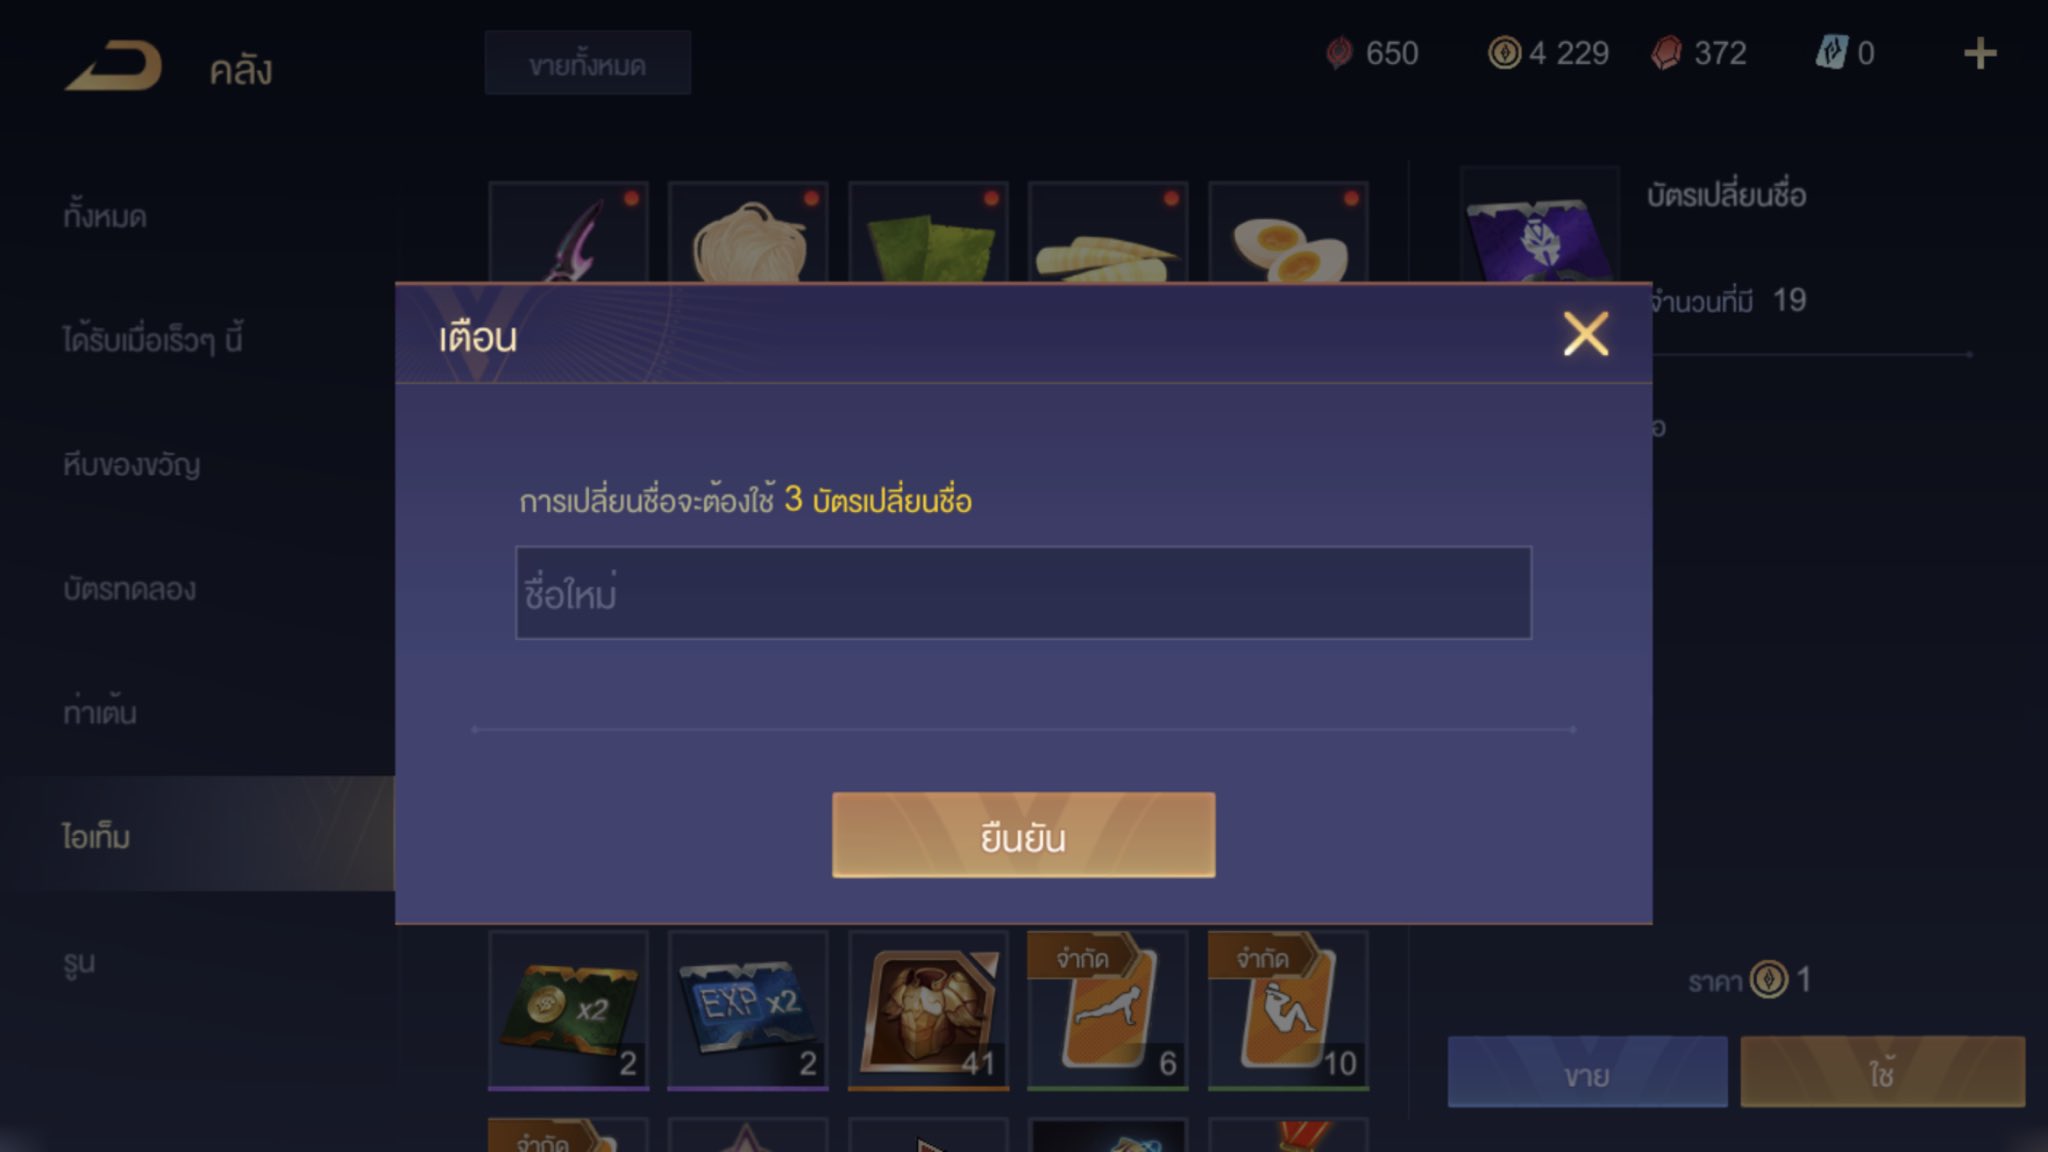 คลัง
ขายทั้งหมด
650
4 229
372
0
ทั้งหมด
ได้รับเมื่อเร็วๆ นี้
หีบของขวัญ
บัตรทดลอง
ท่าเต้น
ไอเท็ม
รูน
บัตรเปลี่ยนชื่อ
จำนวนที่มี 19
เตือน
การเปลี่ยนชื่อจะต้องใช้ 3 บัตรเปลี่ยนชื่อ
ชื่อใหม่
ยืนยัน
x2
2
EXP x2
2
41
จำกัด
6
จำกัด
10
จำกัด
ราคา 1
ขาย
ใช้